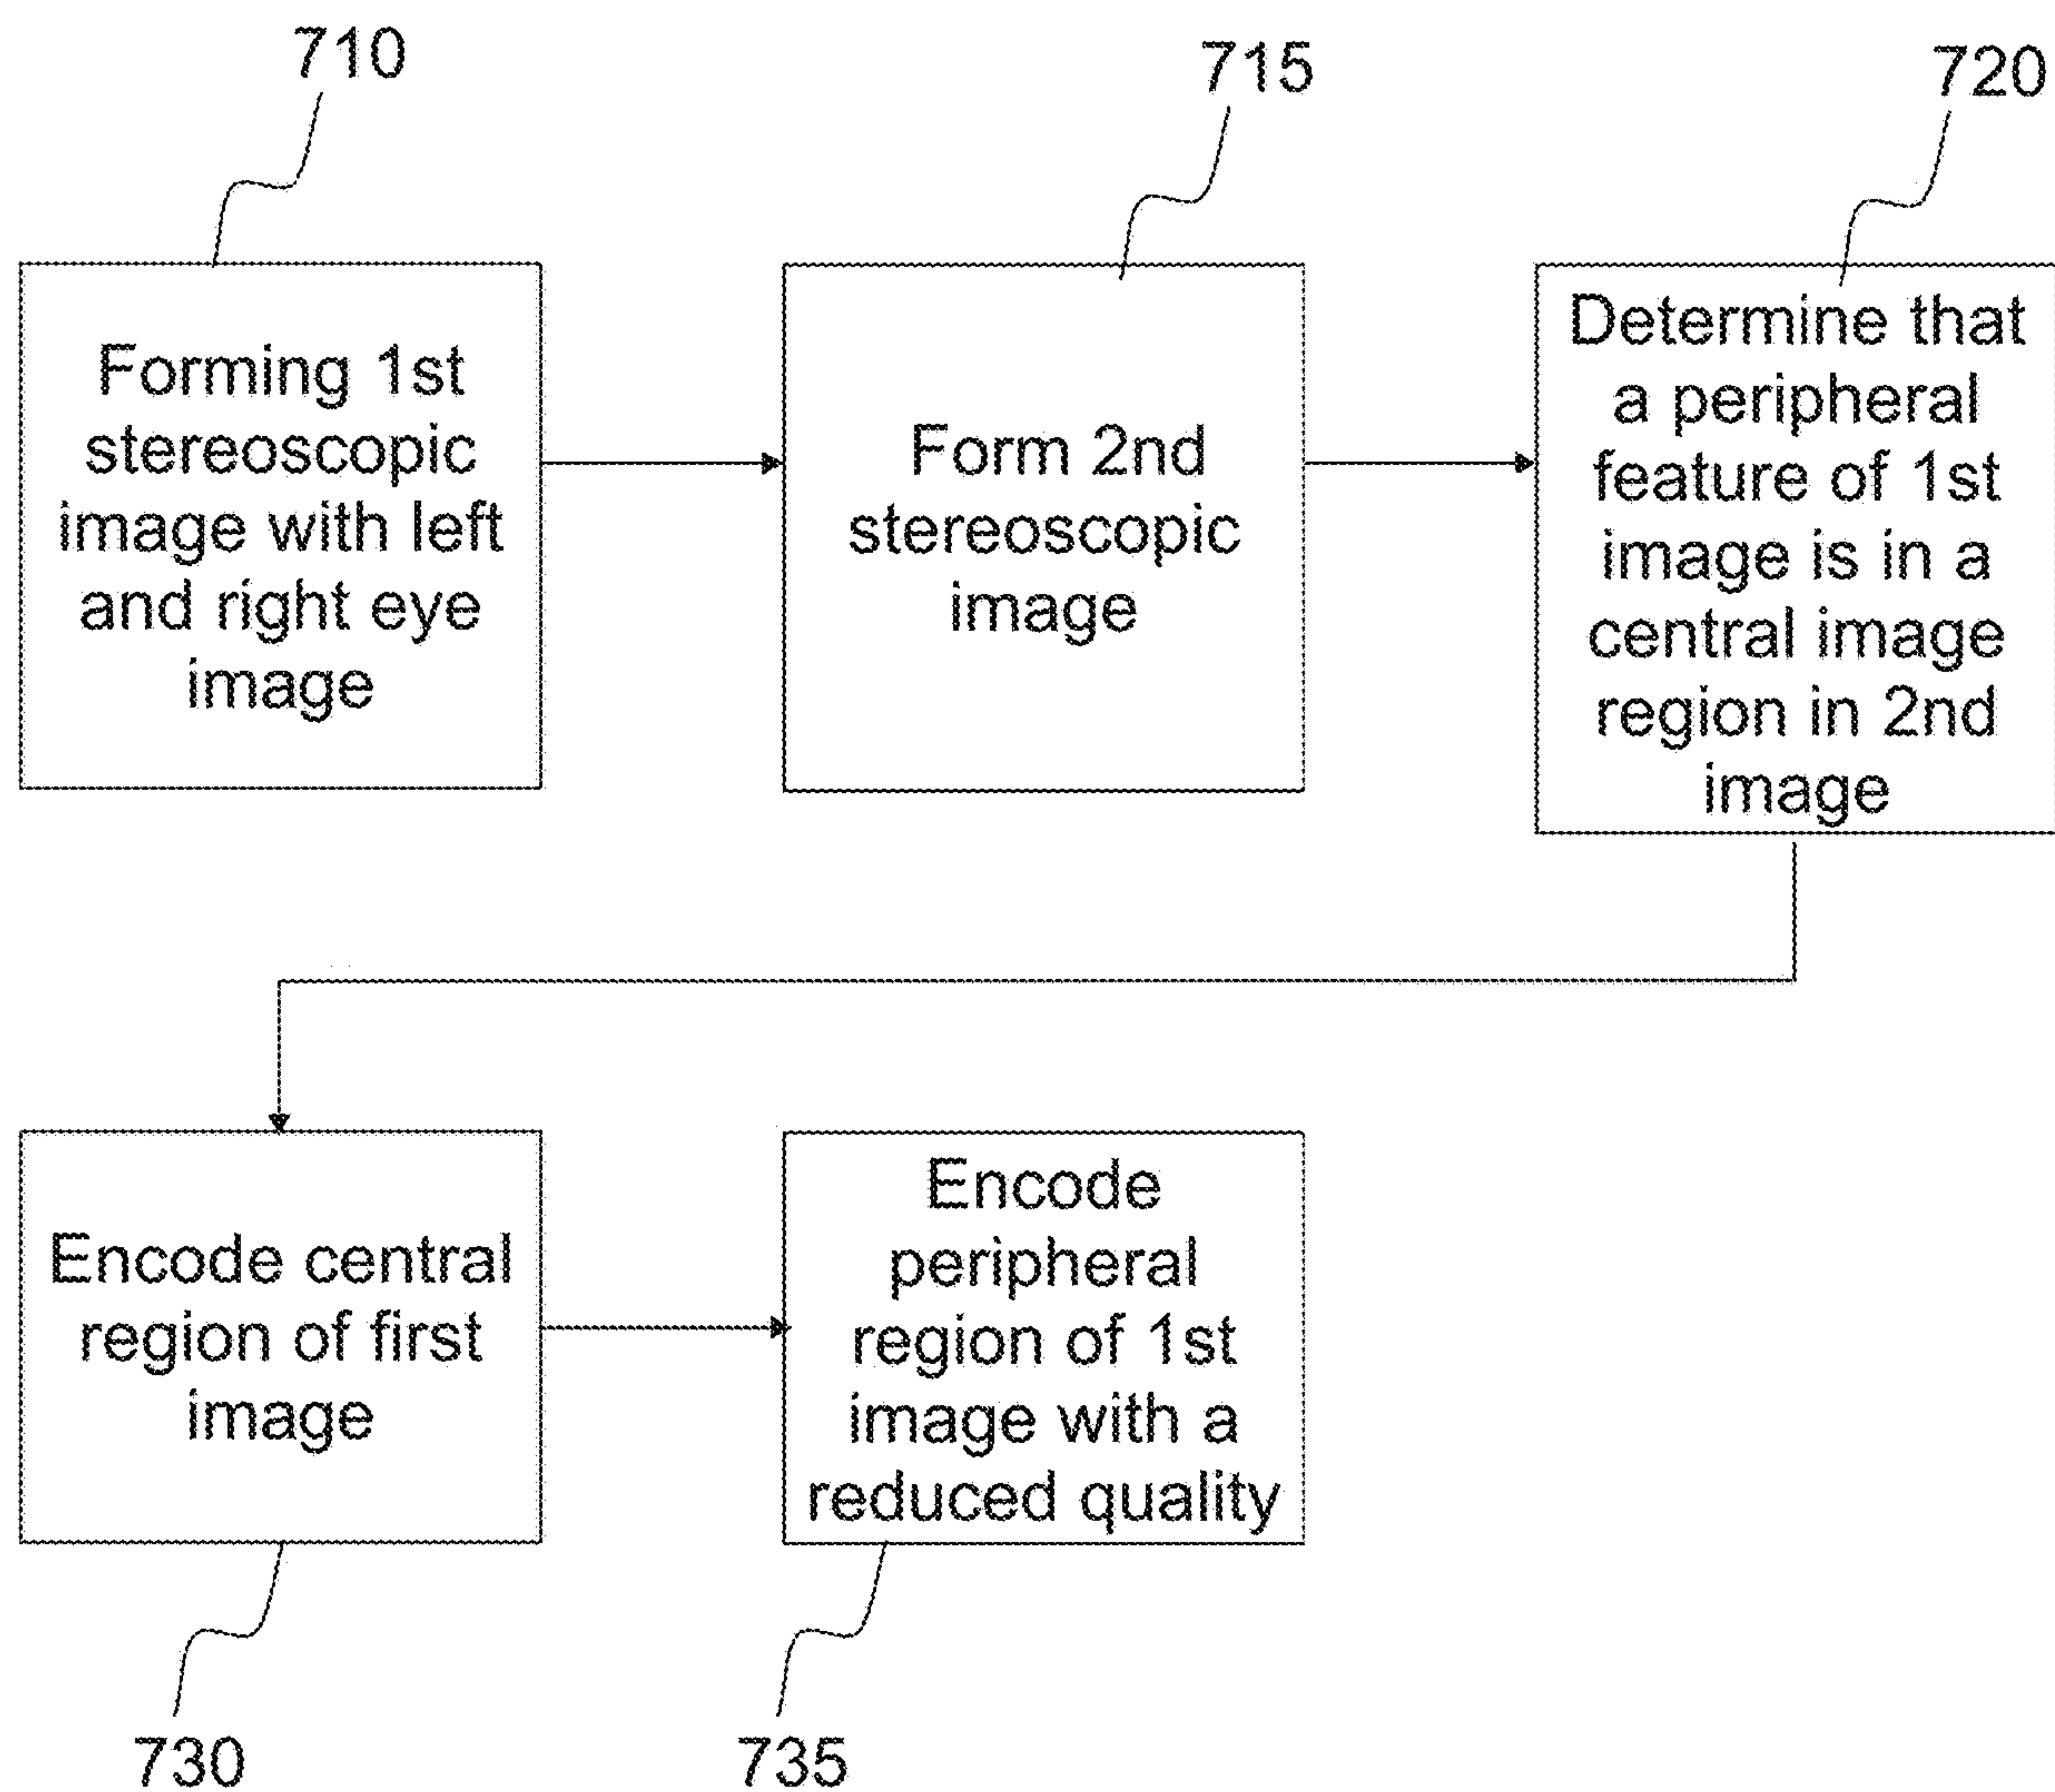 710
715
720
Forming 1st
stereoscopic
image with left
and right eye
image
Form 2nd
stereoscopic
image
Determine that
a peripheral
feature of 1st
image is in a
central image
region in 2nd
image
Encode central
region of first
image
Encode
peripheral
region of 1st
image with a
reduced quality
730
735